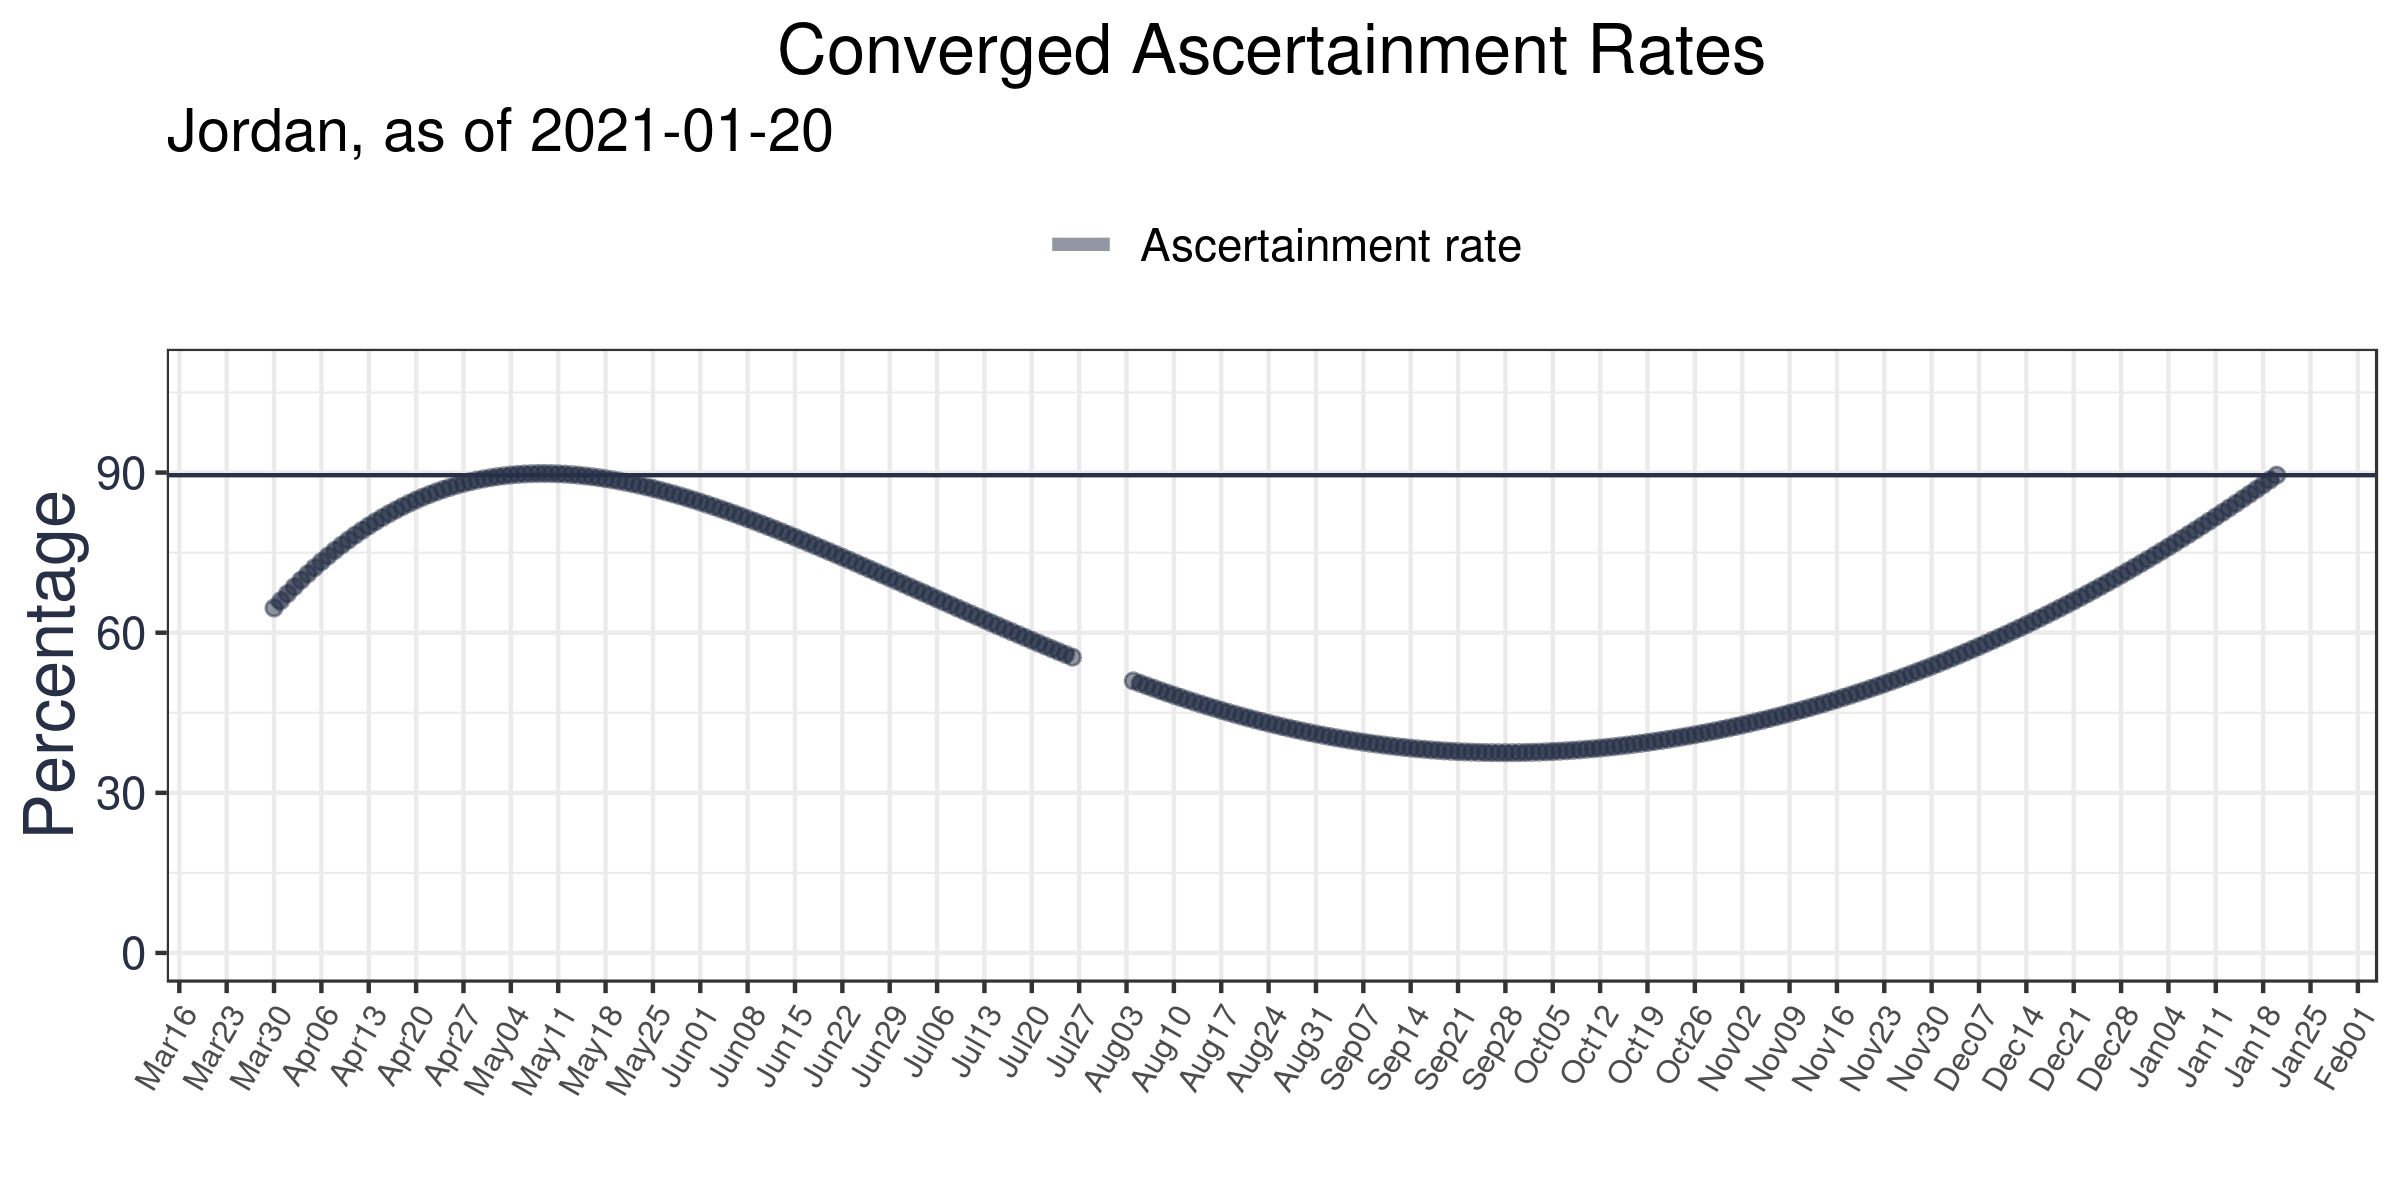 Converged Ascertainment Rates
Jordan, as of 2021-01-20
Ascertainment rate
Percentage
90
60
30
0
Mar16 Mar23 Mar30 Apr06 Apr13 Apr20 Apr27 May04 May11 May18 May25 Jun01 Jun08 Jun15 Jun22 Jun29 Jul06 Jul13 Jul20 Jul27 Aug03 Aug10 Aug17 Aug24 Aug31 Sep07 Sep14 Sep21 Sep28 Oct05 Oct12 Oct19 Oct26 Nov02 Nov09 Nov16 Nov23 Nov30 Dec07 Dec14 Dec21 Dec28 Jan04 Jan11 Jan18 Jan25 Feb01